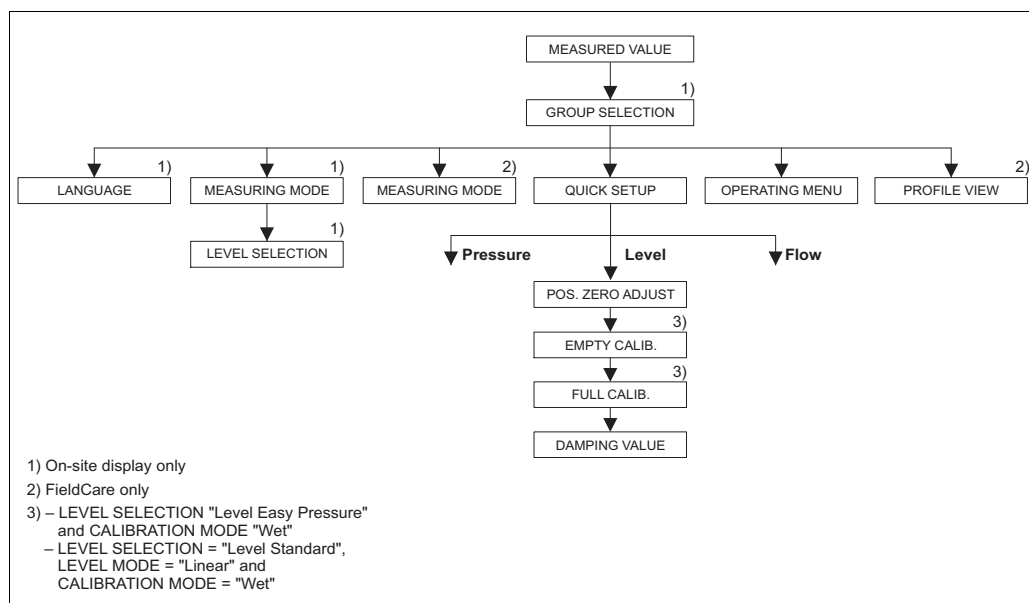 MEASURED VALUE
1)
GROUP SELECTION
1)
LANGUAGE
1)
MEASURING MODE
2)
MEASURING MODE
QUICK SETUP
OPERATING MENU
2)
PROFILE VIEW
1)
LEVEL SELECTION
Pressure
Level
Flow
POS. ZERO ADJUST
3)
EMPTY CALIB.
3)
FULL CALIB.
DAMPING VALUE
1) On-site display only
2) FieldCare only
3) – LEVEL SELECTION "Level Easy Pressure"
and CALIBRATION MODE "Wet"
– LEVEL SELECTION = "Level Standard",
LEVEL MODE = "Linear" and
CALIBRATION MODE = "Wet"